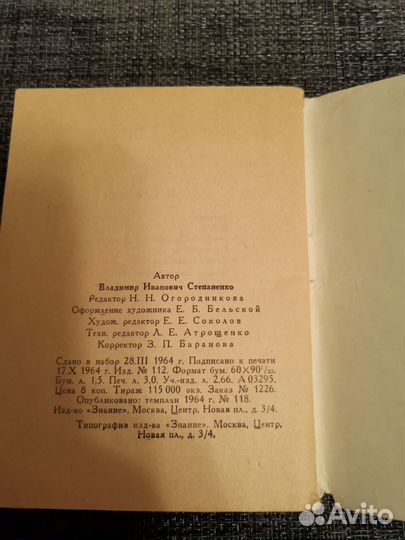 Автор
Владимир Иванович Степаненко
Редактор Н. Н. Огородникова
Оформление художника Е. Б. Бельской
Худож. редактор Е. Е. Соколов
Техн. редактор Л. Е. Атрощенко
Корректор З. П. Баранова
Сдано в набор 28.III 1964 г. Подписано к печати
17.X 1964 г. Изд. № 112. Формат бум. 60×90¹/₃₂.
Бум. л. 1,5. Печ. л. 3,0. Уч.-изд. л. 2,66. А 03295.
Цена 8 коп. Тираж 115 000 экз. Заказ № 1226.
Опубликовано: темплан 1964 г. № 118.
Изд-во «Знание». Москва, Центр, Новая пл., д. 3/4.
Типография изд-ва «Знание». Москва, Центр,
Новая пл., д. 3/4.
Avito